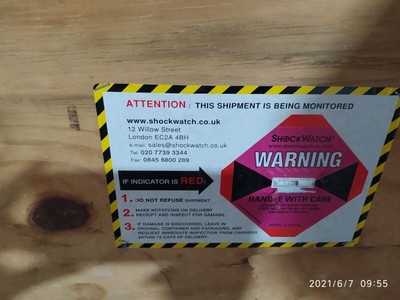 ATTENTION : THIS SHIPMENT IS BEING MONITORED
www.shockwatch.co.uk
12 Willow Street
London EC2A 4BH
e-mail: sales@shockwatch.co.uk
Tel: 020 7739 3344
Fax: 0845 6800 289
IF INDICATOR IS RED:
1. DO NOT REFUSE SHIPMENT.
2. MAKE NOTATIONS ON DELIVERY
RECEIPT AND INSPECT FOR DAMAGE.
3. IF DAMAGE IS DISCOVERED, LEAVE IN
ORIGINAL CONTAINER AND PACKAGING, AND
REQUEST IMMEDIATE INSPECTION FROM CARRIERS
WITHIN 15 DAYS OF DELIVERY.
SHOCKWATCH
WARNING
HANDLE WITH CARE
2021/6/7 09:55